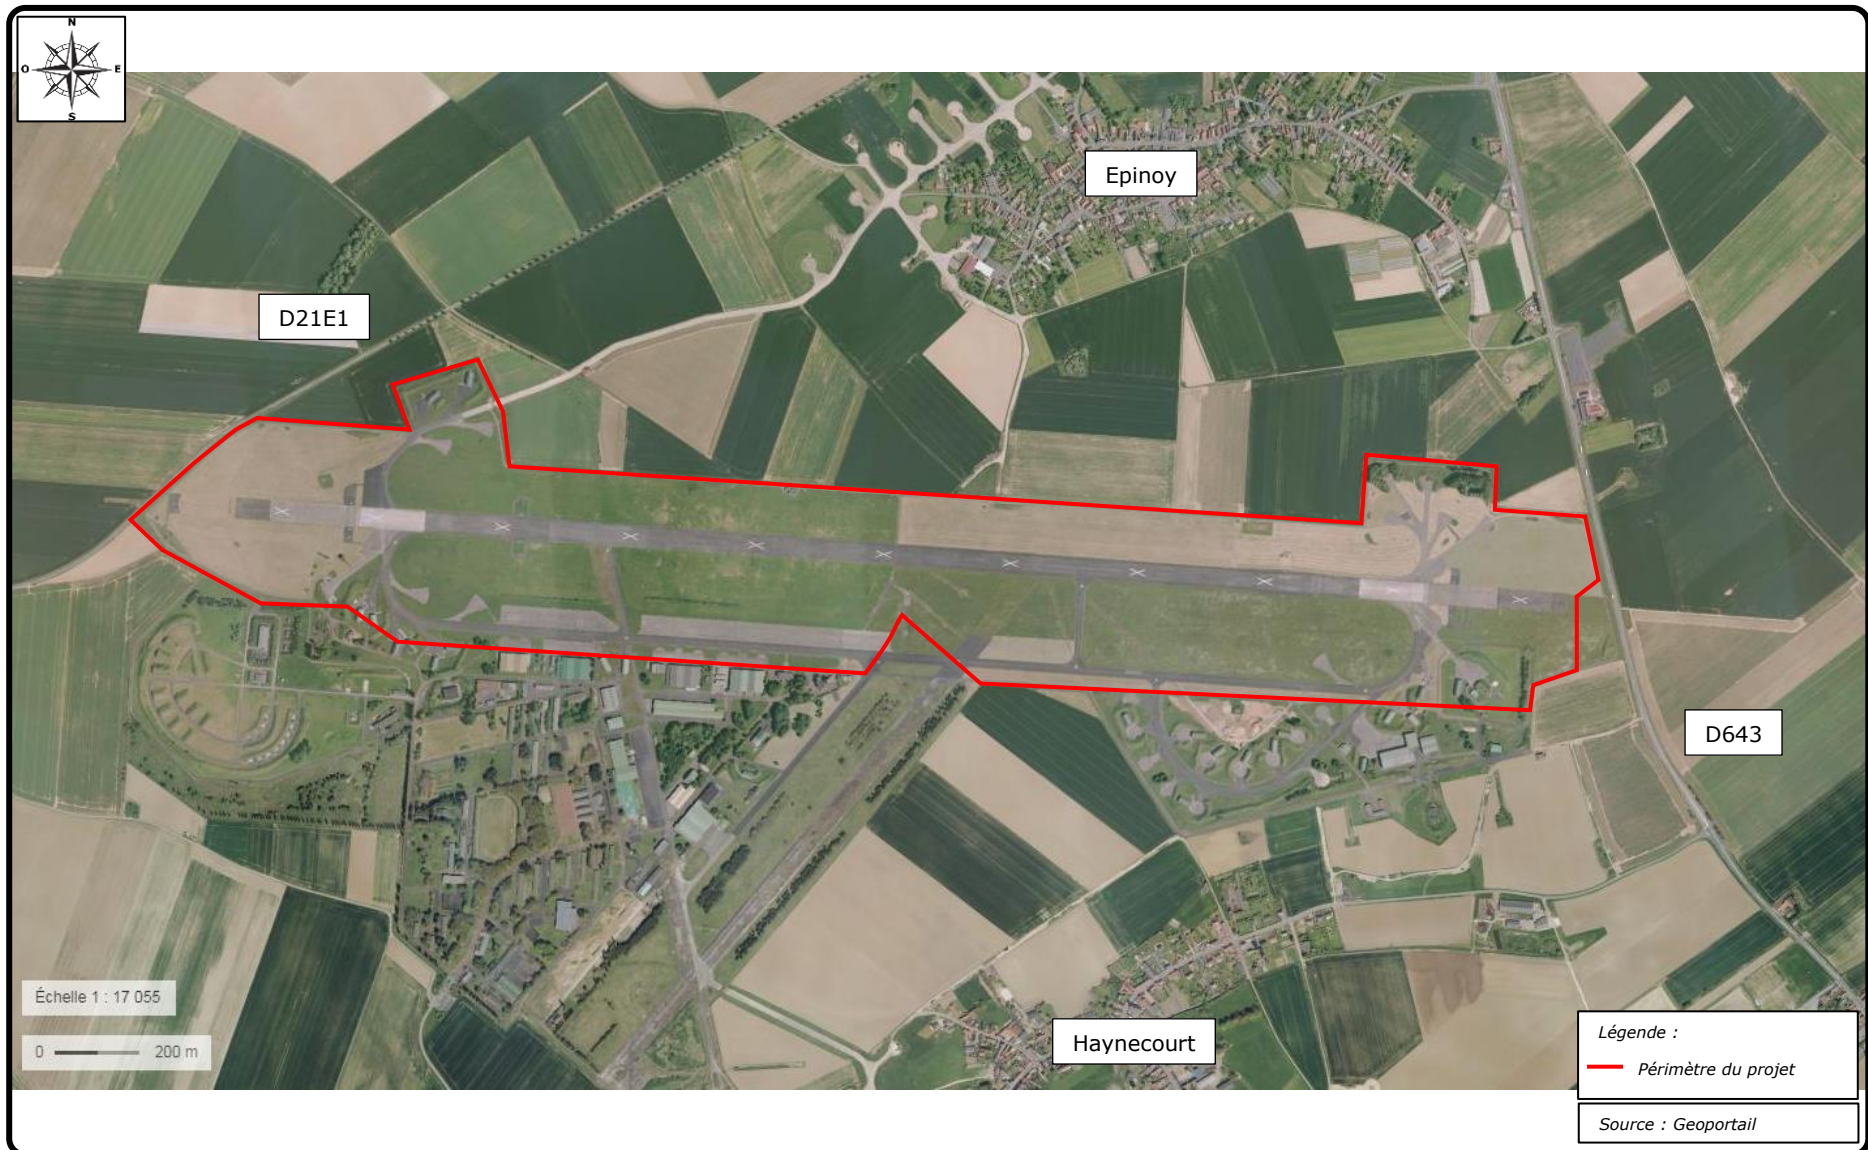 N
O E
S
Epinoy
D21E1
D643
Échelle 1 : 17 055
0 200 m
Haynecourt
Légende :
Périmètre du projet
Source : Geoportail